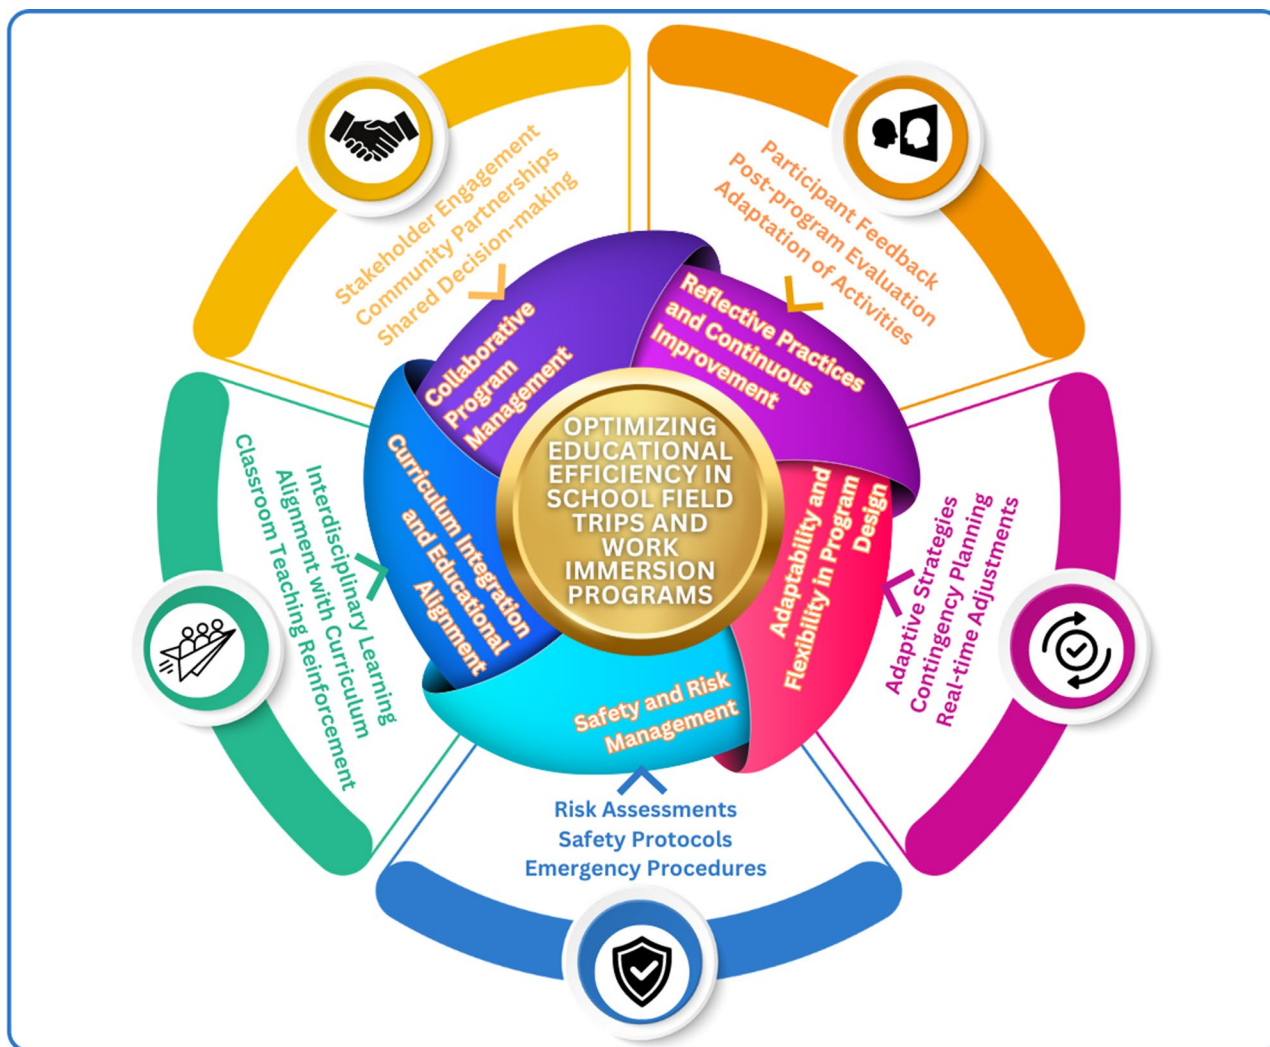 Stakeholder Engagement
Community Partnerships
Shared Decision-making
Collaborative
Program
Management
Participant Feedback
Post-program Evaluation
Adaptation of Activities
Reflective Practices
and Continuous
Improvement
OPTIMIZING
EDUCATIONAL
EFFICIENCY IN
SCHOOL FIELD
TRIPS AND
WORK
IMMERSION
PROGRAMS
Adaptability and
Flexibility in Program
Design
Adaptive Strategies
Contingency Planning
Real-time Adjustments
Safety and Risk
Management
Risk Assessments
Safety Protocols
Emergency Procedures
Curriculum Integration
and Educational
Alignment
Interdisciplinary Learning
Alignment with Curriculum
Classroom Teaching Reinforcement